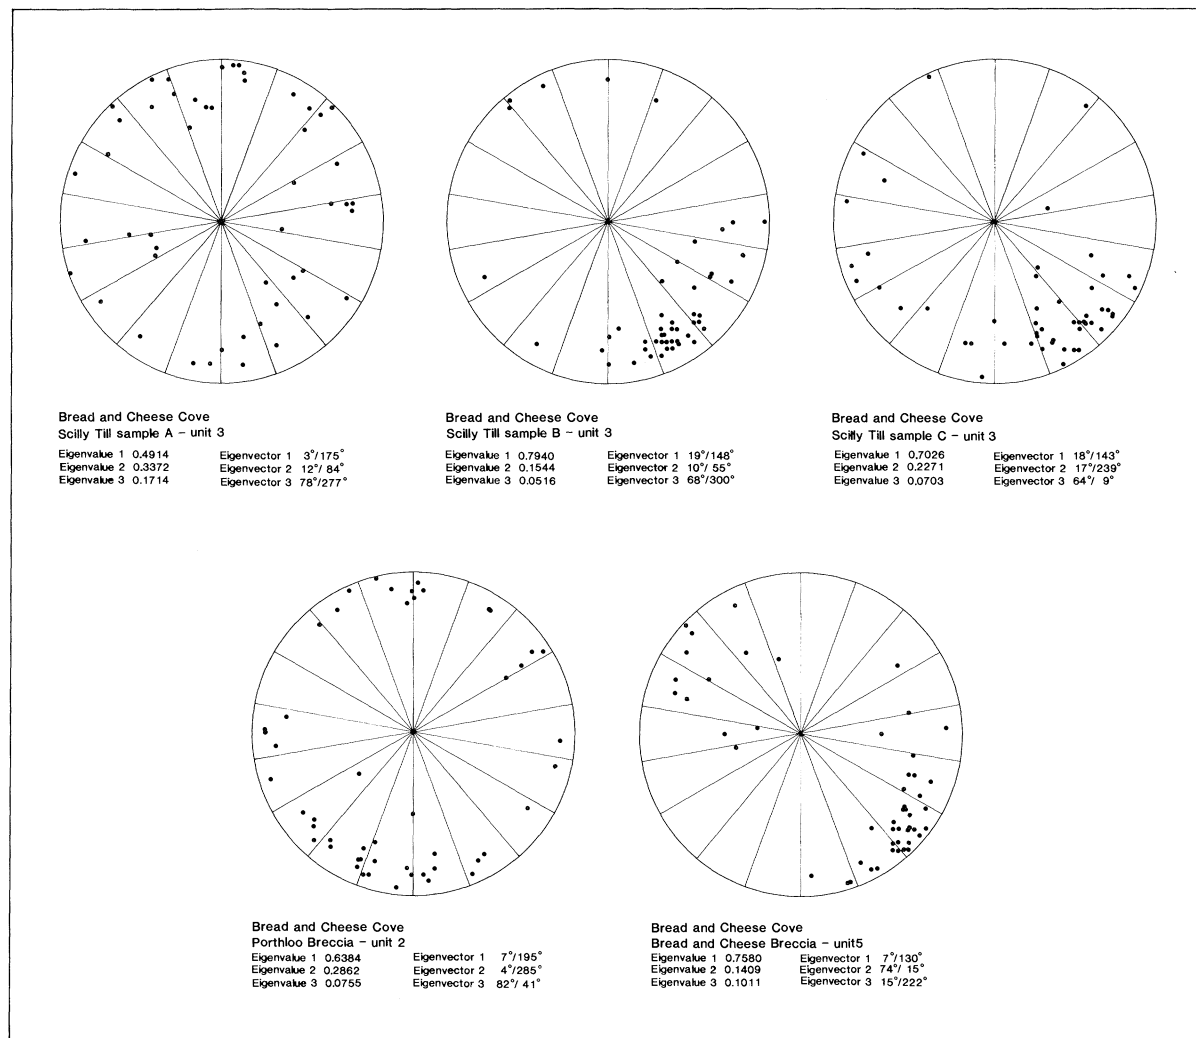 Bread and Cheese Cove
Scilly Till sample A – unit 3
Eigenvalue 1 0.4914 Eigenvector 1 3°/175°
Eigenvalue 2 0.3372 Eigenvector 2 12°/ 84°
Eigenvalue 3 0.1714 Eigenvector 3 78°/277°
Bread and Cheese Cove
Scilly Till sample B – unit 3
Eigenvalue 1 0.7940 Eigenvector 1 19°/148°
Eigenvalue 2 0.1544 Eigenvector 2 10°/ 55°
Eigenvalue 3 0.0516 Eigenvector 3 68°/300°
Bread and Cheese Cove
Scilly Till sample C – unit 3
Eigenvalue 1 0.7026 Eigenvector 1 18°/143°
Eigenvalue 2 0.2271 Eigenvector 2 17°/239°
Eigenvalue 3 0.0703 Eigenvector 3 64°/ 9°
Bread and Cheese Cove
Porthloo Breccia – unit 2
Eigenvalue 1 0.6384 Eigenvector 1 7°/195°
Eigenvalue 2 0.2862 Eigenvector 2 4°/285°
Eigenvalue 3 0.0755 Eigenvector 3 82°/ 41°
Bread and Cheese Cove
Bread and Cheese Breccia – unit5
Eigenvalue 1 0.7580 Eigenvector 1 7°/130°
Eigenvalue 2 0.1409 Eigenvector 2 74°/ 15°
Eigenvalue 3 0.1011 Eigenvector 3 15°/222°